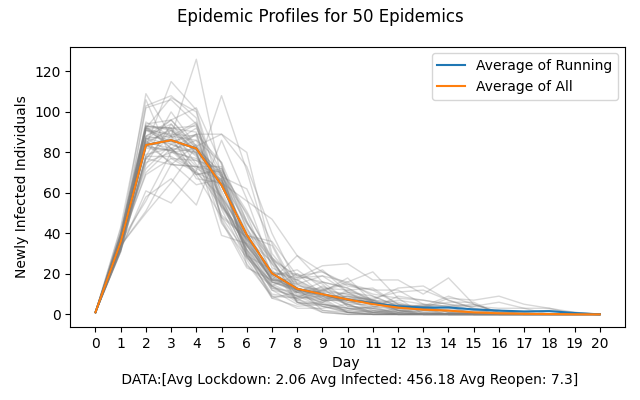 Epidemic Profiles for 50 Epidemics
Average of Running
Average of All
Newly Infected Individuals
120
100
80
60
40
20
0
0 1 2 3 4 5 6 7 8 9 10 11 12 13 14 15 16 17 18 19 20
Day
DATA:[Avg Lockdown: 2.06 Avg Infected: 456.18 Avg Reopen: 7.3]